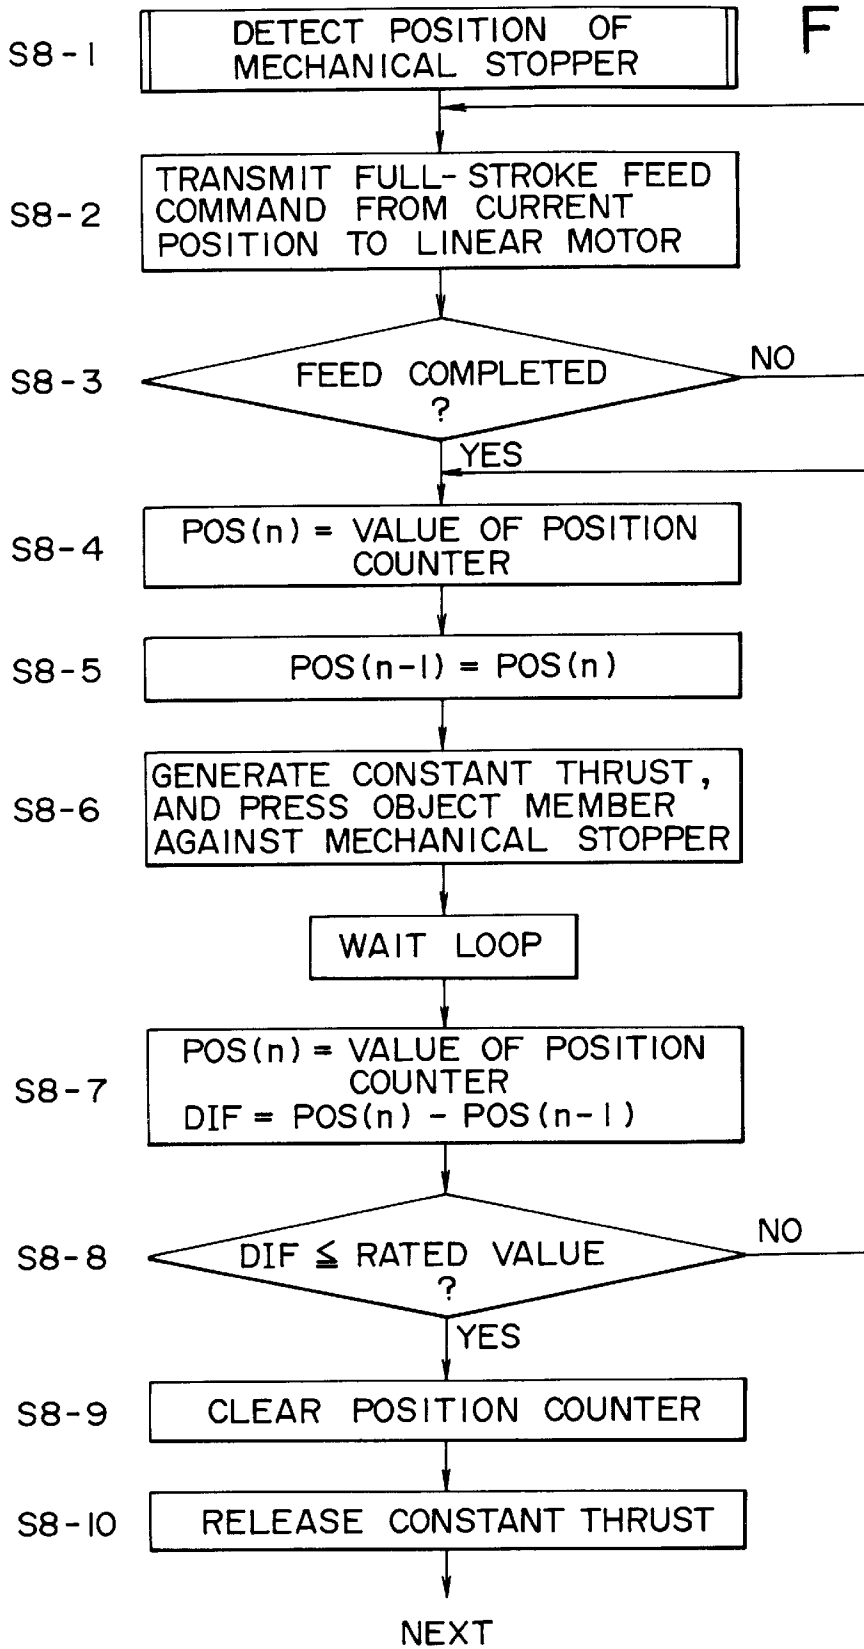 F
S8-1
DETECT POSITION OF
MECHANICAL STOPPER
S8-2
TRANSMIT FULL-STROKE FEED
COMMAND FROM CURRENT
POSITION TO LINEAR MOTOR
S8-3
FEED COMPLETED
?
NO
YES
S8-4
POS(n) = VALUE OF POSITION
COUNTER
S8-5
POS(n-1) = POS(n)
S8-6
GENERATE CONSTANT THRUST,
AND PRESS OBJECT MEMBER
AGAINST MECHANICAL STOPPER
WAIT LOOP
S8-7
POS(n) = VALUE OF POSITION
COUNTER
DIF = POS(n) - POS(n-1)
S8-8
DIF ≦ RATED VALUE
?
NO
YES
S8-9
CLEAR POSITION COUNTER
S8-10
RELEASE CONSTANT THRUST
NEXT